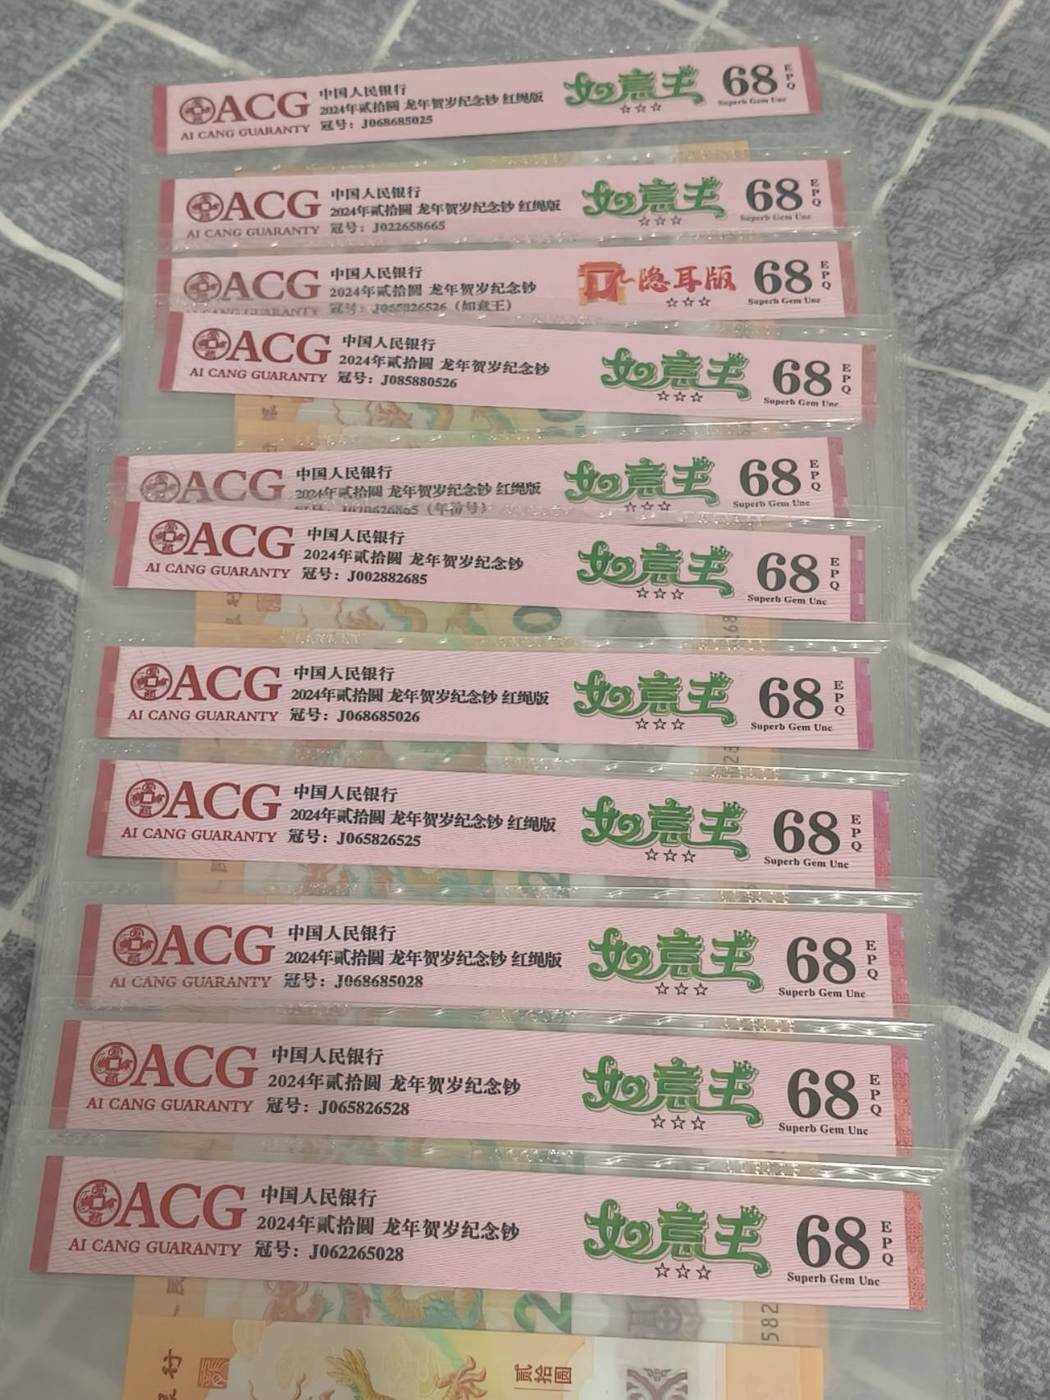 ACG
AI CANG GUARANTY
中国人民银行
2024年贰拾圆 龙年贺岁纪念钞 红绳版
冠号：J068685025
如意王
☆☆☆
68
EPQ
Superb Gem Unc
ACG
AI CANG GUARANTY
中国人民银行
2024年贰拾圆 龙年贺岁纪念钞 红绳版
冠号：J022658665
如意王
☆☆☆
68
EPQ
Superb Gem Unc
ACG
AI CANG GUARANTY
中国人民银行
2024年贰拾圆 龙年贺岁纪念钞
冠号：J065826526（如意王）
隐耳版
☆☆☆
68
EPQ
Superb Gem Unc
ACG
AI CANG GUARANTY
中国人民银行
2024年贰拾圆 龙年贺岁纪念钞
冠号：J085880526
如意王
☆☆☆
68
EPQ
Superb Gem Unc
ACG
中国人民银行
2024年贰拾圆 龙年贺岁纪念钞 红绳版
（年份号）
如意王
☆☆☆
68
EPQ
Superb Gem Unc
ACG
AI CANG GUARANTY
中国人民银行
2024年贰拾圆 龙年贺岁纪念钞
冠号：J002882685
如意王
☆☆☆
68
EPQ
Superb Gem Unc
ACG
AI CANG GUARANTY
中国人民银行
2024年贰拾圆 龙年贺岁纪念钞 红绳版
冠号：J068685026
如意王
☆☆☆
68
EPQ
Superb Gem Unc
ACG
AI CANG GUARANTY
中国人民银行
2024年贰拾圆 龙年贺岁纪念钞 红绳版
冠号：J065826525
如意王
☆☆☆
68
EPQ
Superb Gem Unc
ACG
AI CANG GUARANTY
中国人民银行
2024年贰拾圆 龙年贺岁纪念钞 红绳版
冠号：J068685028
如意王
☆☆☆
68
EPQ
Superb Gem Unc
ACG
AI CANG GUARANTY
中国人民银行
2024年贰拾圆 龙年贺岁纪念钞
冠号：J065826528
如意王
☆☆☆
68
EPQ
Superb Gem Unc
ACG
AI CANG GUARANTY
中国人民银行
2024年贰拾圆 龙年贺岁纪念钞
冠号：J062265028
如意王
☆☆☆
68
EPQ
Superb Gem Unc
582
贰拾圆